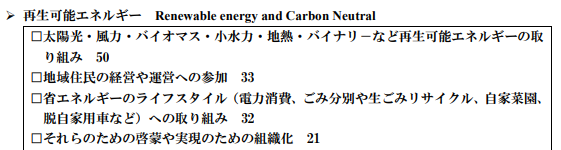 ➢ 再生可能エネルギー　Renewable energy and Carbon Neutral
□太陽光・風力・バイオマス・小水力・地熱・バイナリ－など再生可能エネルギーの取
り組み　50
□地域住民の経営や運営への参加　33
□省エネルギーのライフスタイル（電力消費、ごみ分別や生ごみリサイクル、自家菜園、
脱自家用車など）への取り組み　32
□それらのための啓蒙や実現のための組織化　21